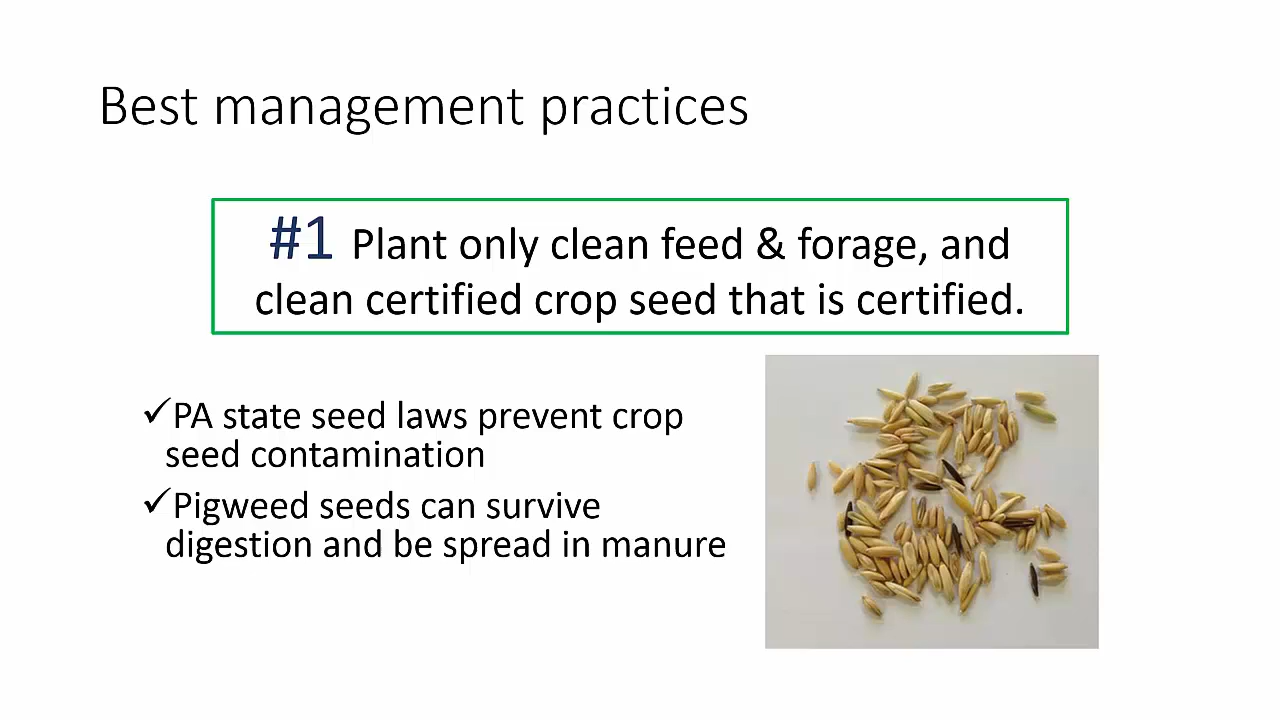 Best management practices
#1 Plant only clean feed & forage, and
clean certified crop seed that is certified.
✓PA state seed laws prevent crop
seed contamination
✓Pigweed seeds can survive
digestion and be spread in manure